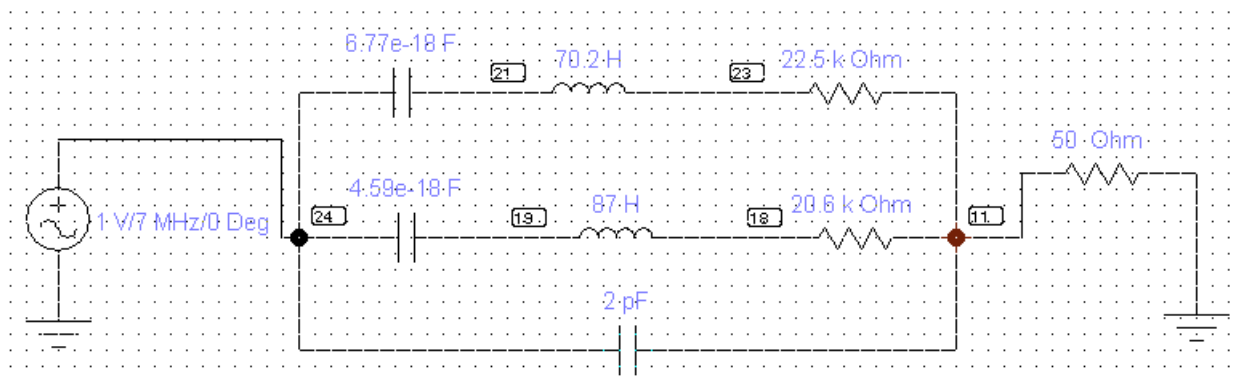 6.77e-18 F
21
70.2 H
23
22.5 k Ohm
50 Ohm
1 V/7 MHz/0 Deg
24
4.59e-18 F
19
87 H
18
20.6 k Ohm
11
2 pF